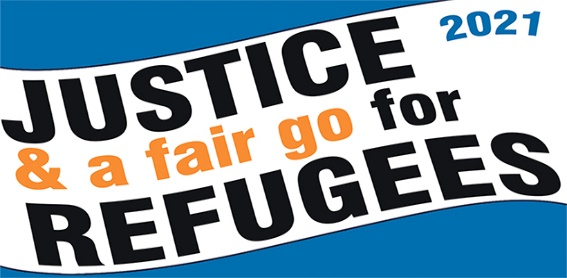 2021
JUSTICE
& a fair go for
REFUGEES